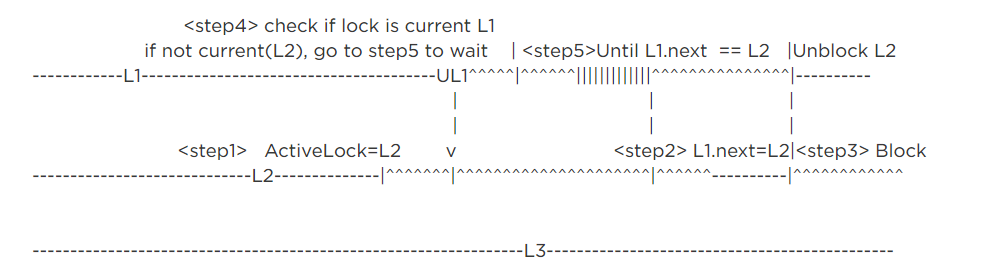 <step4> check if lock is current L1
if not current(L2), go to step5 to wait | <step5>Until L1.next == L2 |Unblock L2
------------L1---------------------------------------UL1^^^^^|^^^^^^|||||||||||||^^^^^^^^^^^^^^^|----------
| | |
| | |
<step1> ActiveLock=L2 v <step2> L1.next=L2|<step3> Block
-----------------------------L2--------------|^^^^^^^|^^^^^^^^^^^^^^^^^^^^^|^^^^^^----------|^^^^^^^^^^^^
-----------------------------------------------------------------L3----------------------------------------------